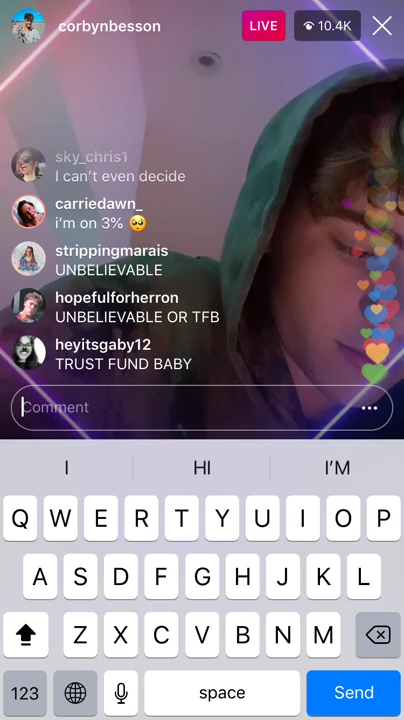 corbynbesson
LIVE
10.4K
sky_chris1
I can't even decide
carriedawn_
i'm on 3% 🥺
strippingmarais
UNBELIEVABLE
hopefulforherron
UNBELIEVABLE OR TFB
heyitsgaby12
TRUST FUND BABY
Comment
I HI I'M
Q W E R T Y U I O P
A S D F G H J K L
Z X C V B N M
123 space Send